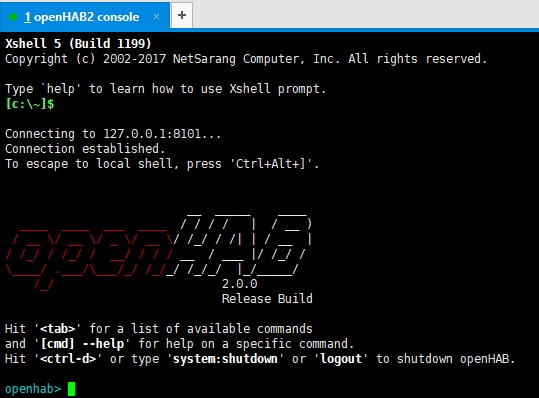 1 openHAB2 console × +
Xshell 5 (Build 1199)
Copyright (c) 2002-2017 NetSarang Computer, Inc. All rights reserved.
Type `help' to learn how to use Xshell prompt.
[c:\~]$
Connecting to 127.0.0.1:8101...
Connection established.
To escape to local shell, press 'Ctrl+Alt+]'.
openHAB
2.0.0
Release Build
Hit '<tab>' for a list of available commands
and '[cmd] --help' for help on a specific command.
Hit '<ctrl-d>' or type 'system:shutdown' or 'logout' to shutdown openHAB.
openhab>